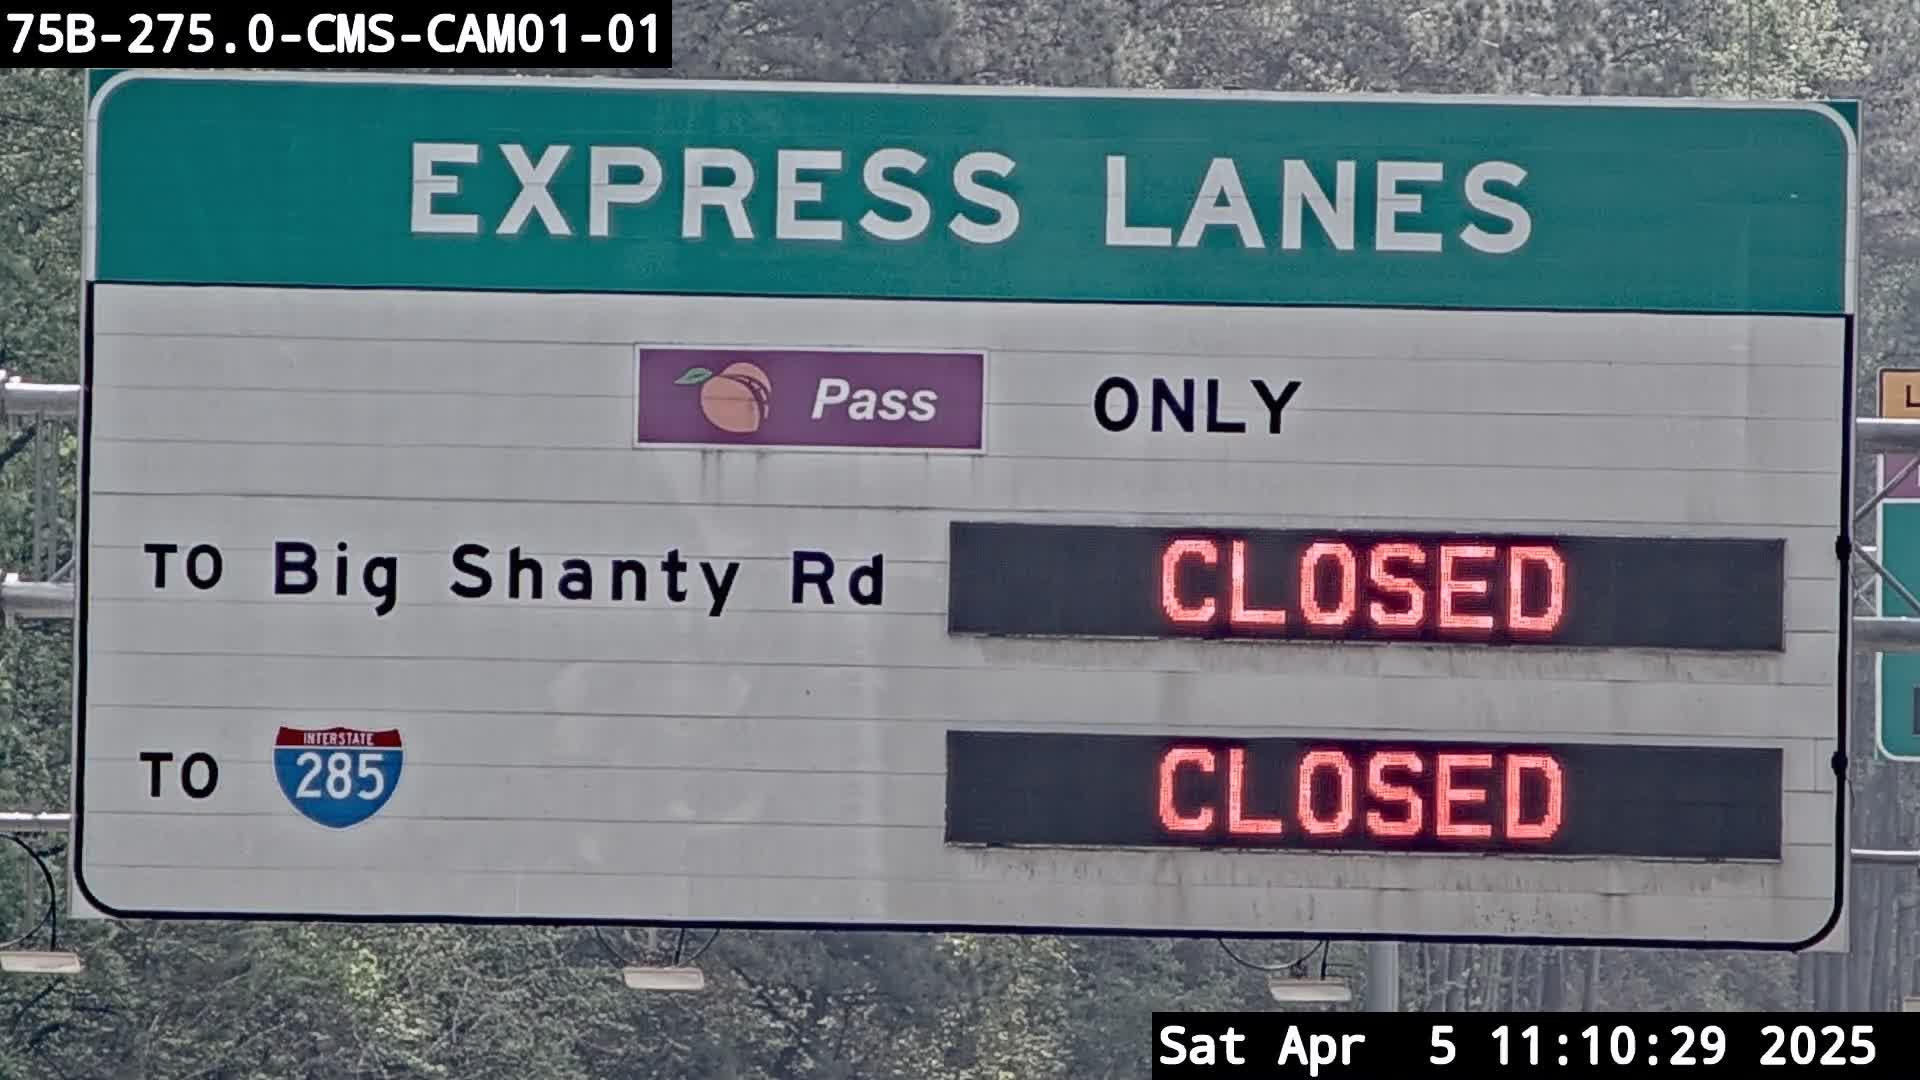 75B-275.0-CMS-CAM01-01
EXPRESS LANES
Pass ONLY
TO Big Shanty Rd CLOSED
TO INTERSTATE 285 CLOSED
Sat Apr 5 11:10:29 2025